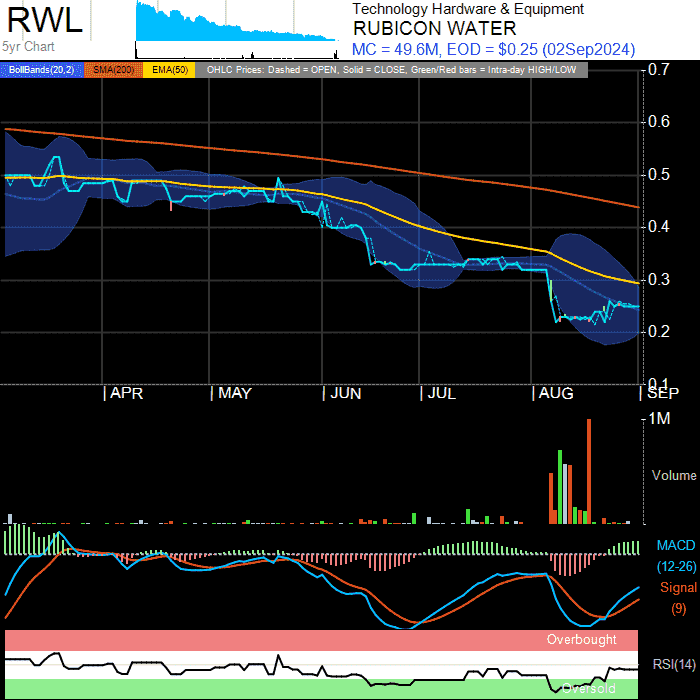 RWL
5yr Chart
Technology Hardware & Equipment
RUBICON WATER
MC = 49.6M, EOD = $0.25 (02Sep2024)
BollBands(20,2) SMA(200) EMA(50) OHLC Prices: Dashed = OPEN, Solid = CLOSE, Green/Red bars = Intra-day HIGH/LOW
0.7
0.6
0.5
0.4
0.3
0.2
0.1
| APR | MAY | JUN | JUL | AUG | SEP
1M
Volume
MACD
(12-26)
Signal
(9)
Overbought
RSI(14)
Oversold